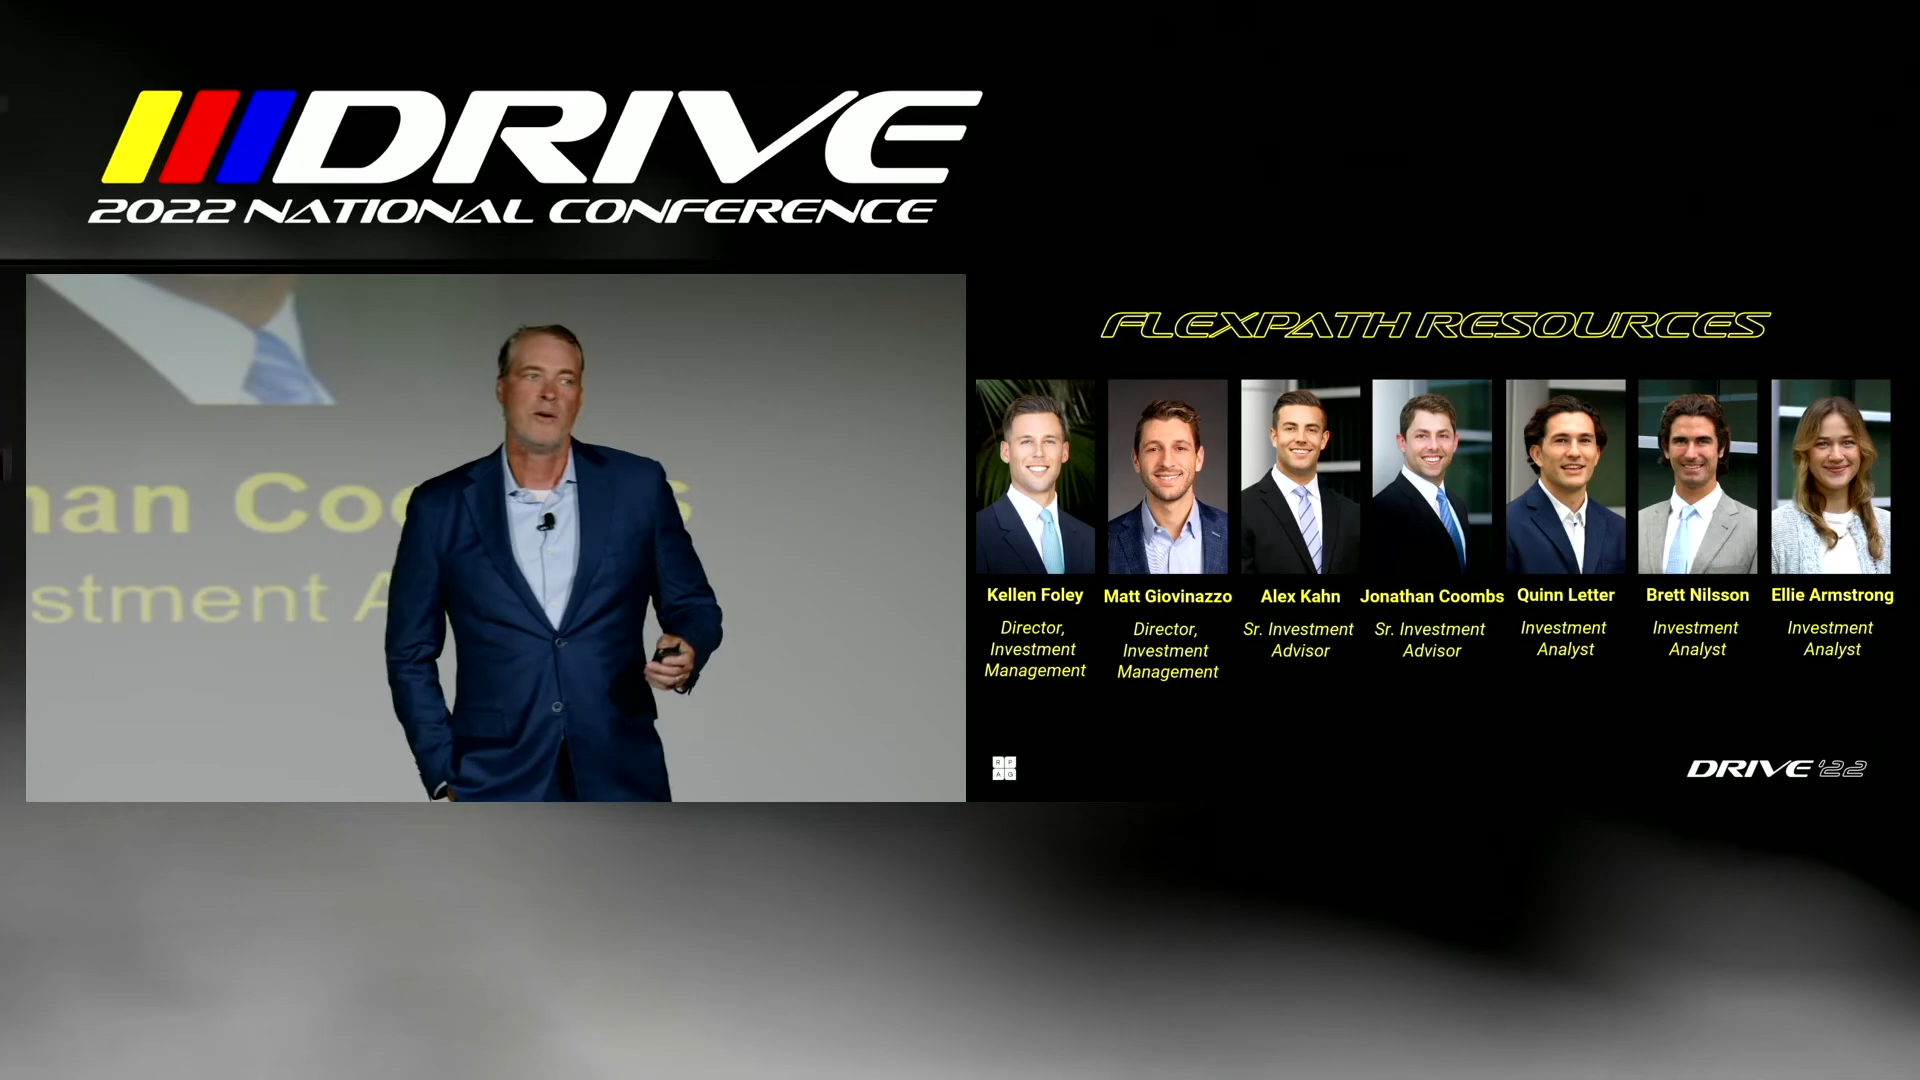 DRIVE
2022 NATIONAL CONFERENCE
FLEXPATH RESOURCES
Kellen Foley
Director,
Investment
Management
Matt Giovinazzo
Director,
Investment
Management
Alex Kahn
Sr. Investment
Advisor
Jonathan Coombs
Sr. Investment
Advisor
Quinn Letter
Investment
Analyst
Brett Nilsson
Investment
Analyst
Ellie Armstrong
Investment
Analyst
R P
A G
DRIVE '22